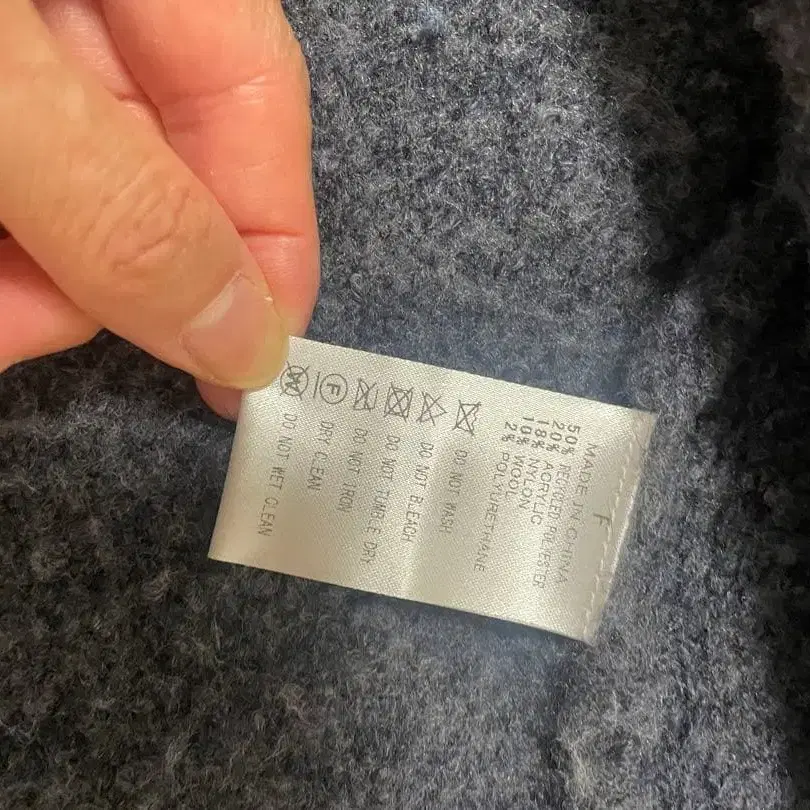 F
MADE IN CHINA
50% RECYCLED POLYESTER
20% ACRYLIC
18% NYLON
10% WOOL
2% POLYURETHANE
DO NOT WASH
DO NOT BLEACH
DO NOT TUMBLE DRY
DO NOT IRON
F
DRY CLEAN
W
DO NOT WET CLEAN